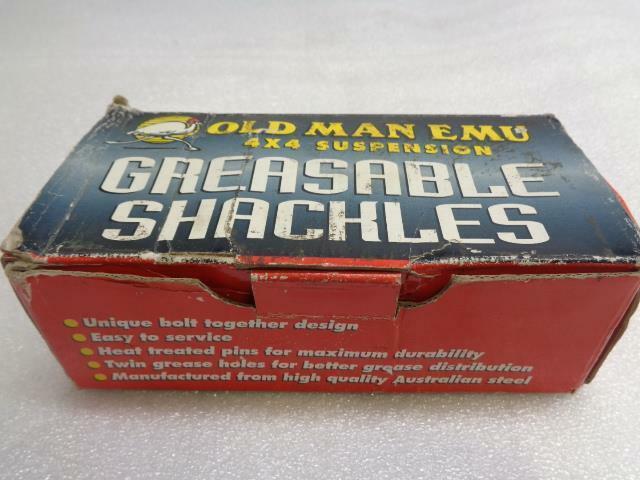 OLD MAN EMU
4X4 SUSPENSION
GREASABLE
SHACKLES
Unique bolt together design
Easy to service
Heat treated pins for maximum durability
Twin grease holes for better grease distribution
Manufactured from high quality Australian steel